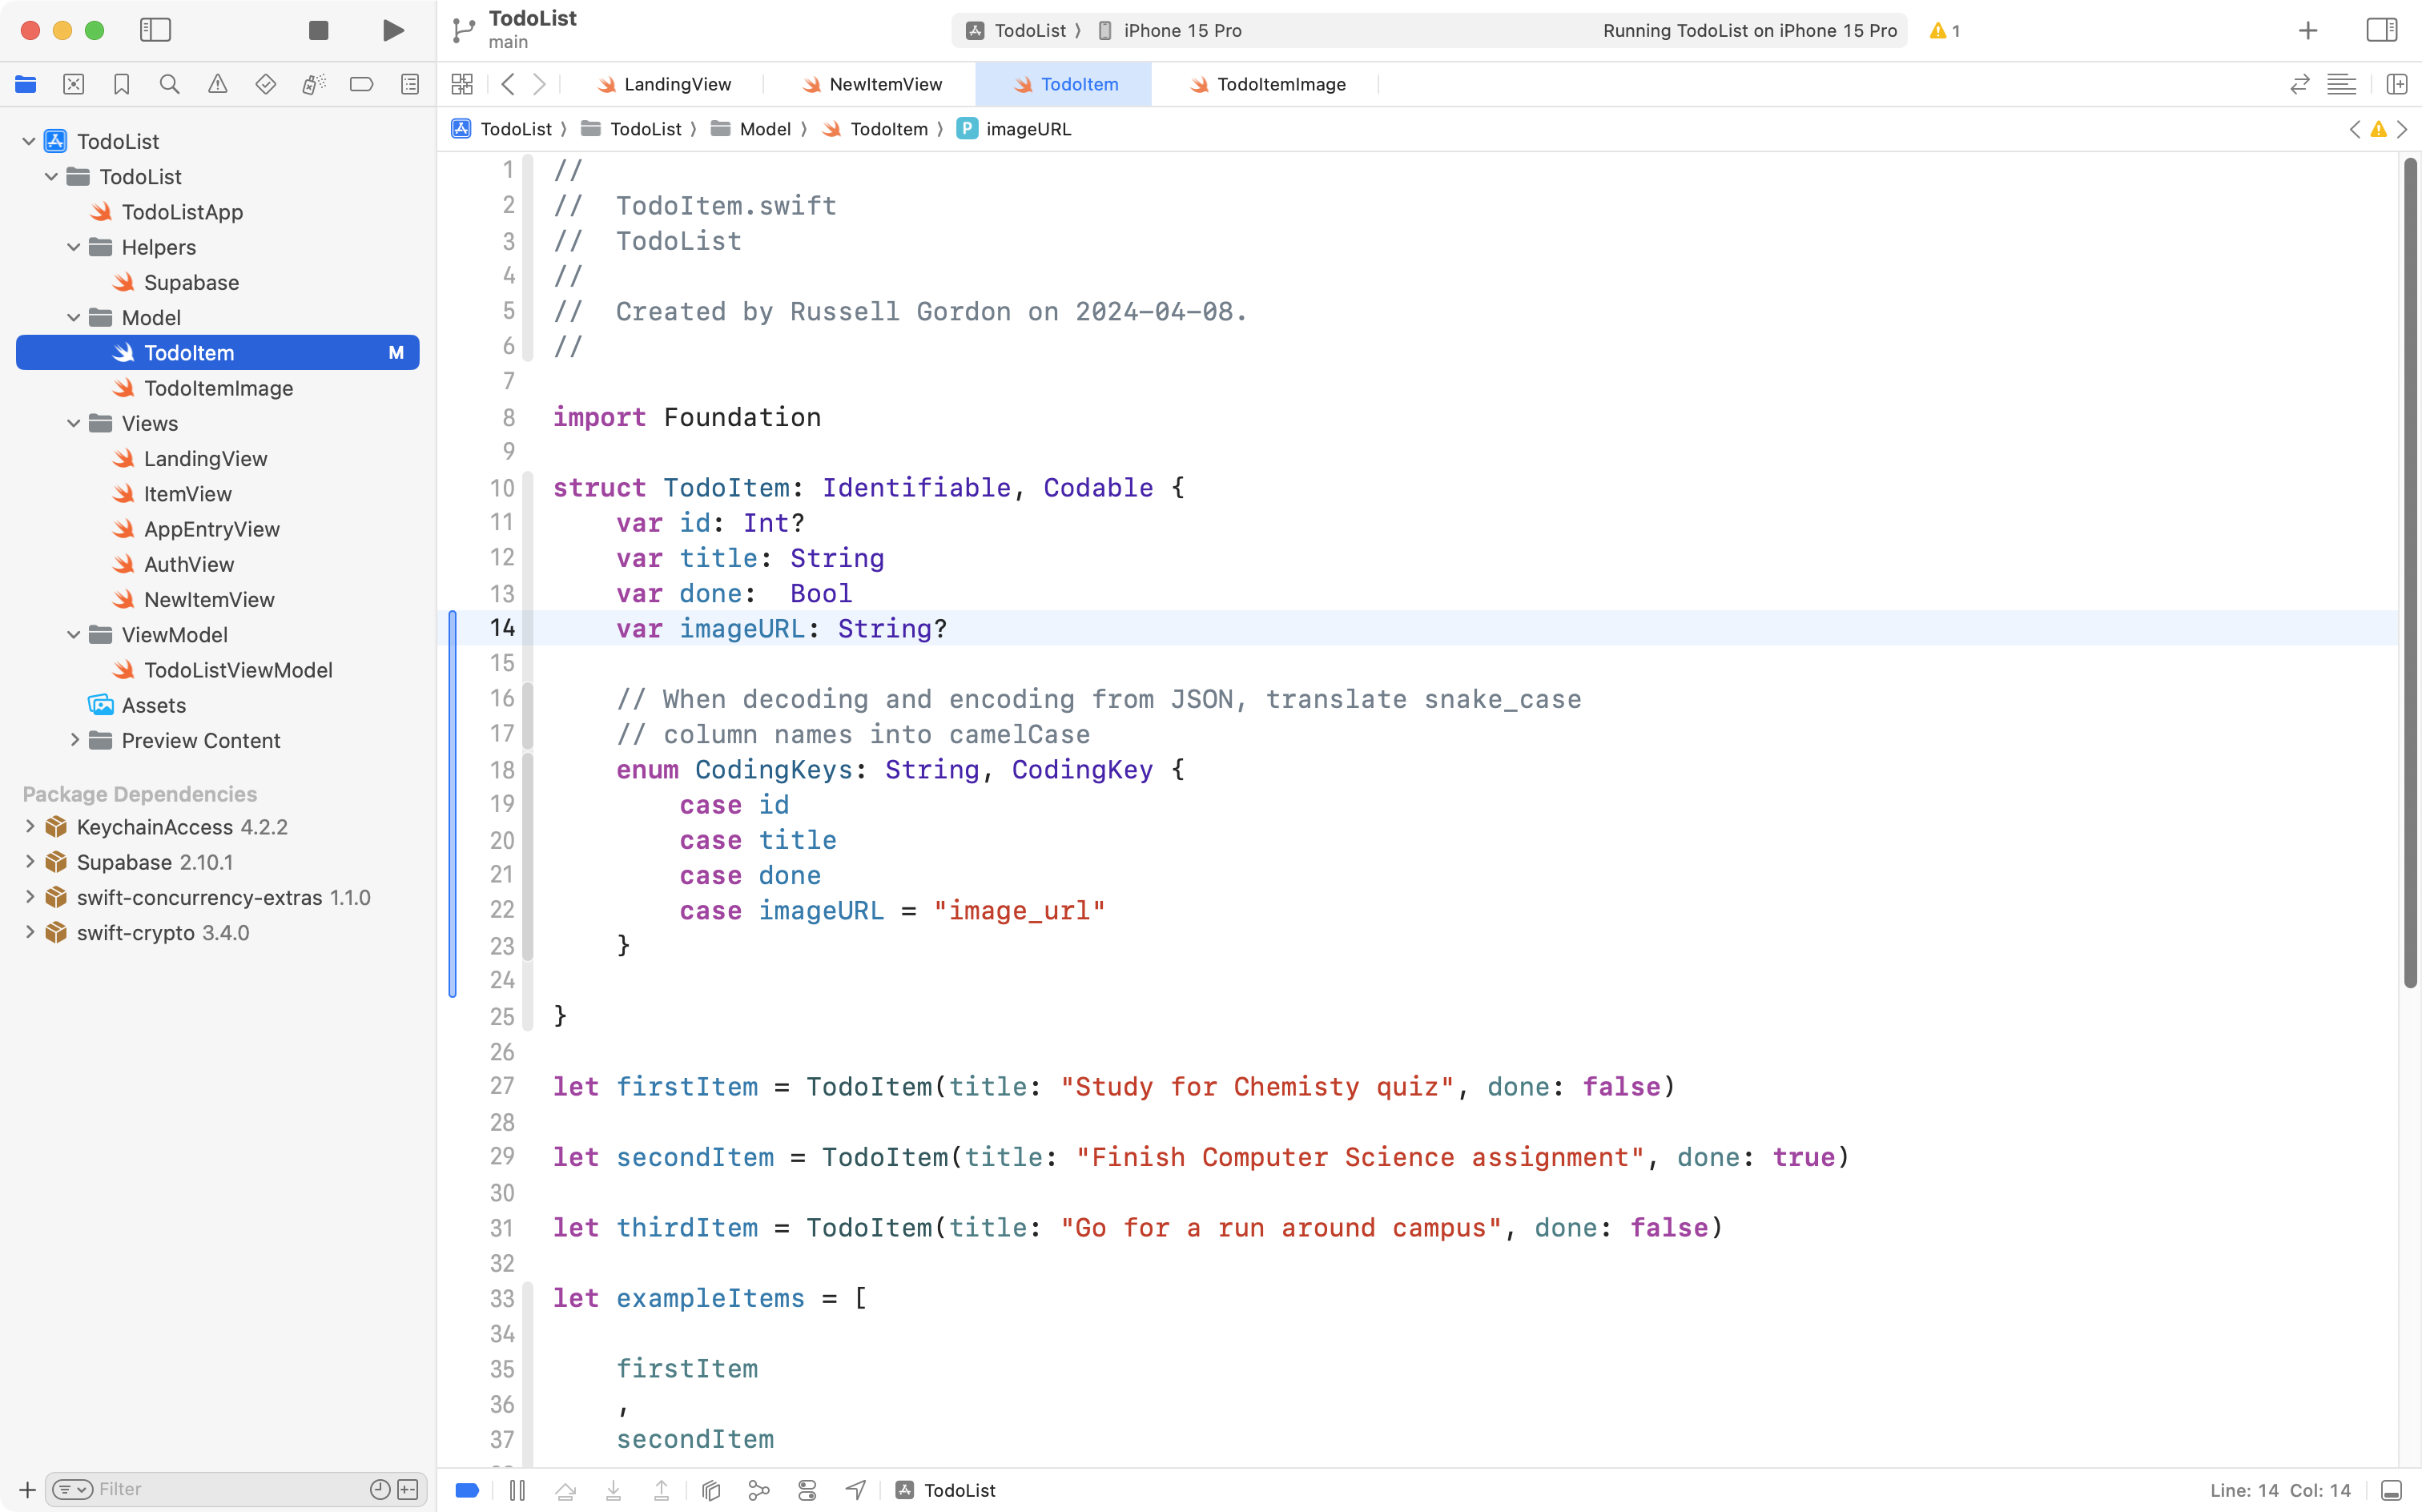 TodoList
main
TodoList
iPhone 15 Pro
Running TodoList on iPhone 15 Pro
1
LandingView
NewItemView
TodoItem
TodoItemImage
TodoList
TodoList
Model
TodoItem
P
imageURL
TodoList
TodoList
TodoListApp
Helpers
Supabase
Model
TodoItem M
TodoItemImage
Views
LandingView
ItemView
AppEntryView
AuthView
NewItemView
ViewModel
TodoListViewModel
Assets
Preview Content
Package Dependencies
KeychainAccess 4.2.2
Supabase 2.10.1
swift-concurrency-extras 1.1.0
swift-crypto 3.4.0
Filter
1 //
2 //  TodoItem.swift
3 //  TodoList
4 //
5 //  Created by Russell Gordon on 2024-04-08.
6 //
7
8 import Foundation
9
10 struct TodoItem: Identifiable, Codable {
11     var id: Int?
12     var title: String
13     var done:  Bool
14     var imageURL: String?
15
16     // When decoding and encoding from JSON, translate snake_case
17     // column names into camelCase
18     enum CodingKeys: String, CodingKey {
19         case id
20         case title
21         case done
22         case imageURL = "image_url"
23     }
24
25 }
26
27 let firstItem = TodoItem(title: "Study for Chemisty quiz", done: false)
28
29 let secondItem = TodoItem(title: "Finish Computer Science assignment", done: true)
30
31 let thirdItem = TodoItem(title: "Go for a run around campus", done: false)
32
33 let exampleItems = [
34
35     firstItem
36     ,
37     secondItem
TodoList
Line: 14 Col: 14